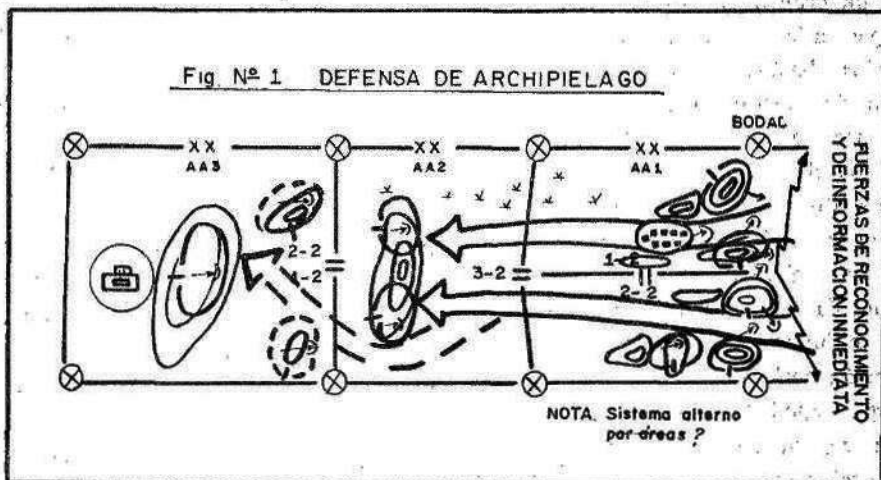 Fig. Nº 1 DEFENSA DE ARCHIPIELAGO
BODAC
XX
AA3
XX
AA2
XX
AA1
2-2
1-2
3-2
1-2
2-2
FUERZAS DE RECONOCIMIENTO
Y DE INFORMACION INMEDIATA
NOTA. Sistema alterno
por áreas ?